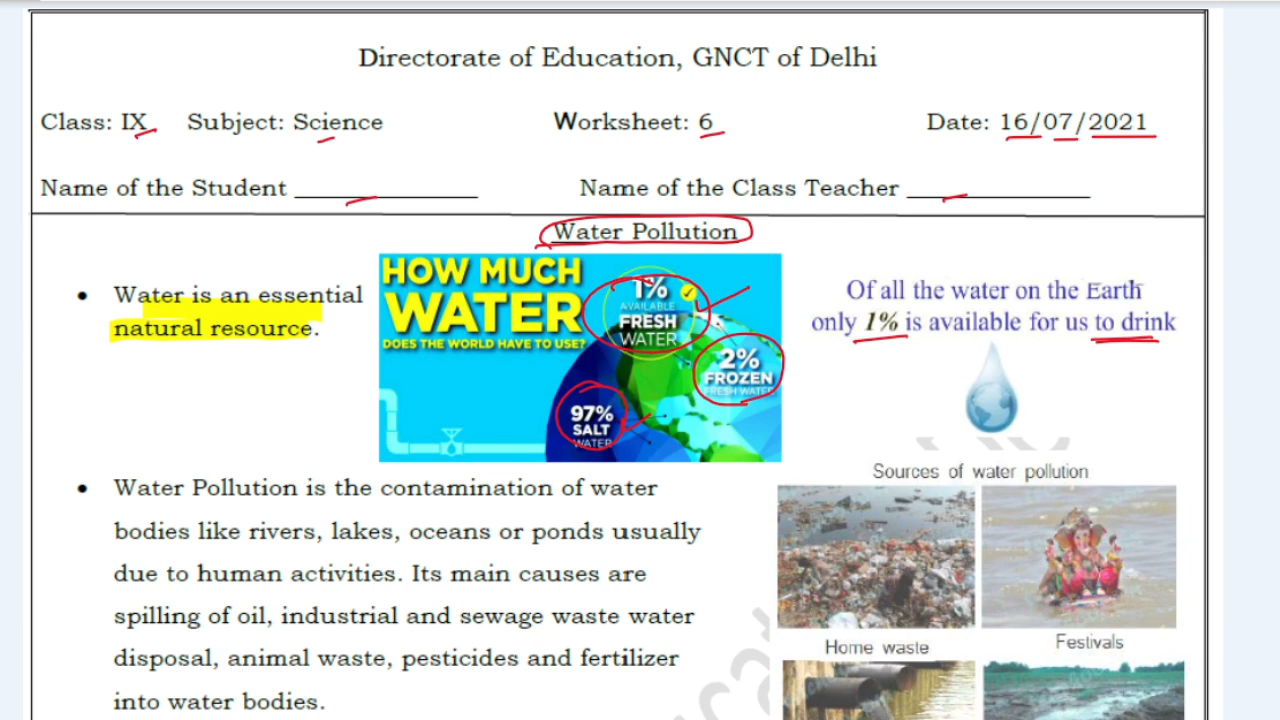 Directorate of Education, GNCT of Delhi
Class: IX Subject: Science Worksheet: 6 Date: 16/07/2021
Name of the Student ____________ Name of the Class Teacher ____________
Water Pollution
• Water is an essential
natural resource.
HOW MUCH
WATER
DOES THE WORLD HAVE TO USE?
1%
AVAILABLE
FRESH
WATER
2%
FROZEN
FRESH WATER
97%
SALT
WATER
Of all the water on the Earth
only 1% is available for us to drink
• Water Pollution is the contamination of water
bodies like rivers, lakes, oceans or ponds usually
due to human activities. Its main causes are
spilling of oil, industrial and sewage waste water
disposal, animal waste, pesticides and fertilizer
into water bodies.
Sources of water pollution
Home waste
Festivals